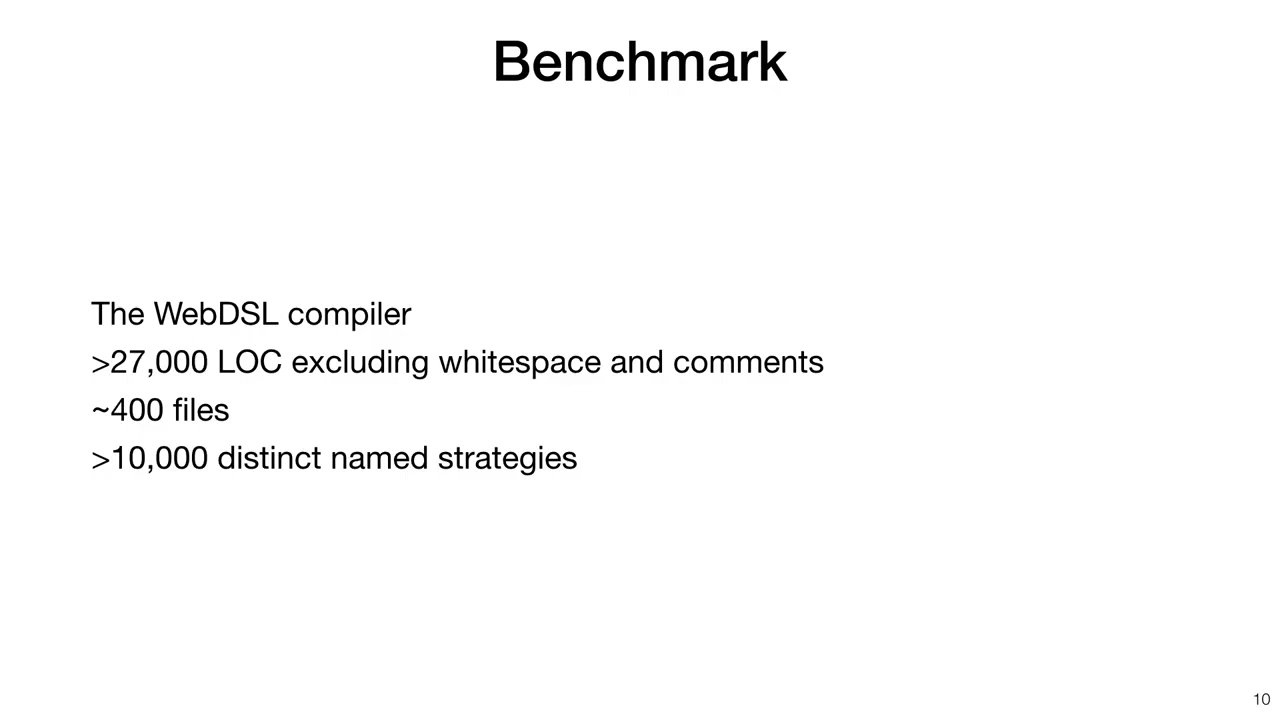 Benchmark
The WebDSL compiler
>27,000 LOC excluding whitespace and comments
~400 files
>10,000 distinct named strategies
10